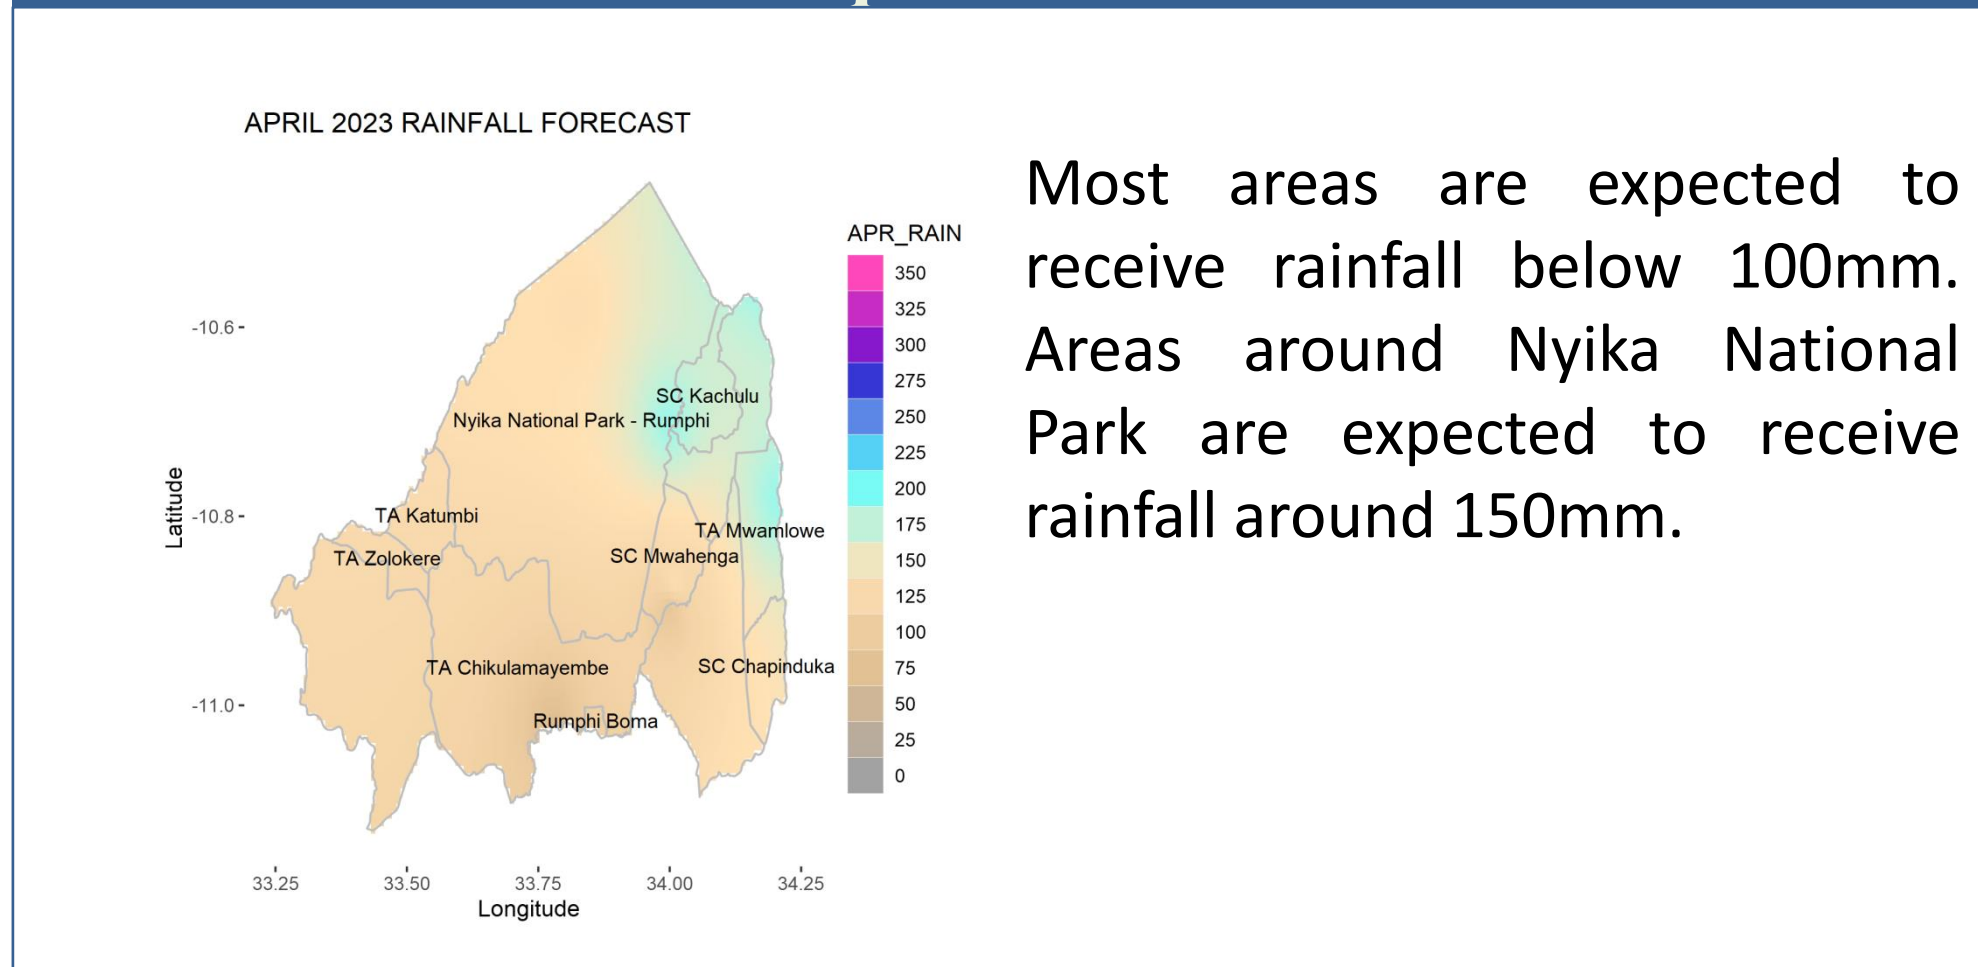 APRIL 2023 RAINFALL FORECAST
APR_RAIN
350
325
300
275
250
225
200
175
150
125
100
75
50
25
0
Latitude
-10.6
-10.8
-11.0
SC Kachulu
Nyika National Park - Rumphi
TA Katumbi
TA Mwamlowe
TA Zolokere
SC Mwahenga
TA Chikulamayembe
SC Chapinduka
Rumphi Boma
33.25 33.50 33.75 34.00 34.25
Longitude
Most areas are expected to
receive rainfall below 100mm.
Areas around Nyika National
Park are expected to receive
rainfall around 150mm.